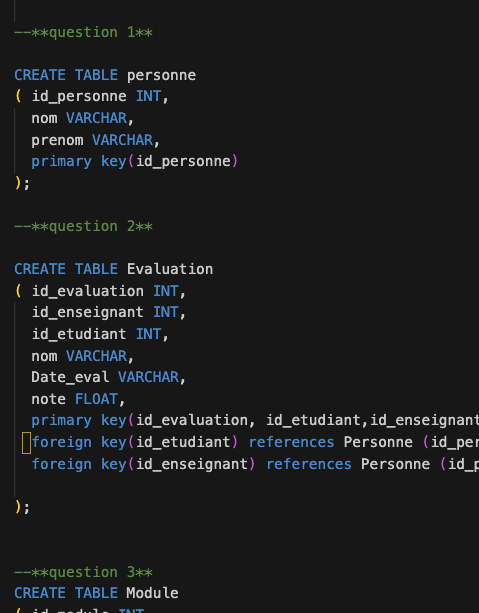 --**question 1**
CREATE TABLE personne
( id_personne INT,
nom VARCHAR,
prenom VARCHAR,
primary key(id_personne)
);
--**question 2**
CREATE TABLE Evaluation
( id_evaluation INT,
id_enseignant INT,
id_etudiant INT,
nom VARCHAR,
Date_eval VARCHAR,
note FLOAT,
primary key(id_evaluation, id_etudiant,id_enseignant
foreign key(id_etudiant) references Personne (id_per
foreign key(id_enseignant) references Personne (id_p
);
--**question 3**
CREATE TABLE Module
( id_module INT